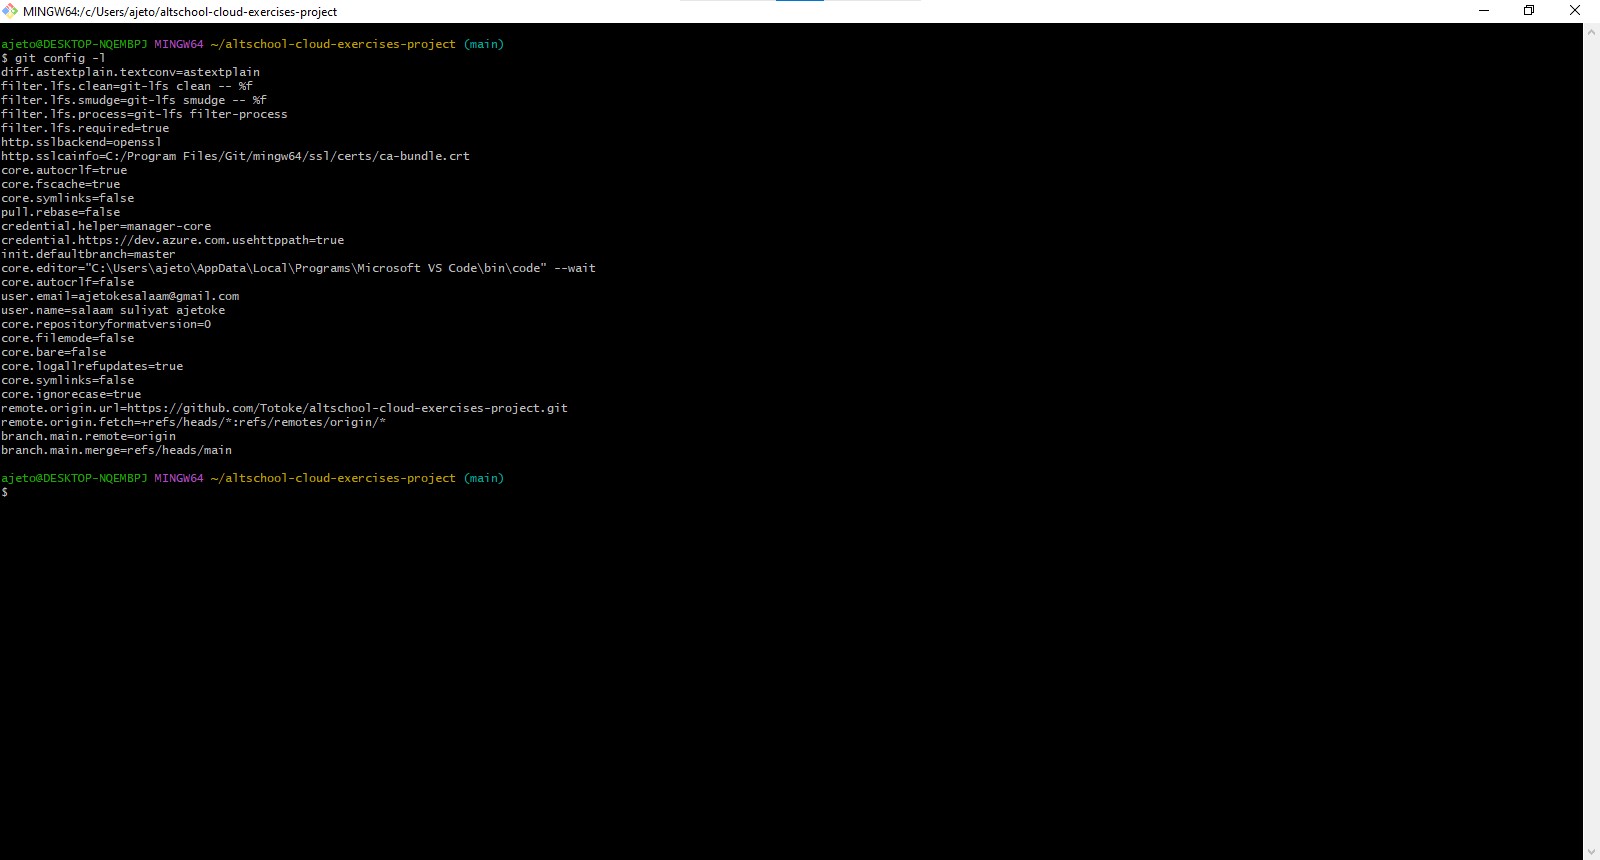 MINGW64:/c/Users/ajeto/altschool-cloud-exercises-project
ajeto@DESKTOP-NQEMBPJ MINGW64 ~/altschool-cloud-exercises-project (main)
$ git config -l
diff.astextplain.textconv=astextplain
filter.lfs.clean=git-lfs clean -- %f
filter.lfs.smudge=git-lfs smudge -- %f
filter.lfs.process=git-lfs filter-process
filter.lfs.required=true
http.sslbackend=openssl
http.sslcainfo=C:/Program Files/Git/mingw64/ssl/certs/ca-bundle.crt
core.autocrlf=true
core.fscache=true
core.symlinks=false
pull.rebase=false
credential.helper=manager-core
credential.https://dev.azure.com.usehttppath=true
init.defaultbranch=master
core.editor="C:\Users\ajeto\AppData\Local\Programs\Microsoft VS Code\bin\code" --wait
core.autocrlf=false
user.email=ajetokesalaam@gmail.com
user.name=salaam suliyat ajetoke
core.repositoryformatversion=0
core.filemode=false
core.bare=false
core.logallrefupdates=true
core.symlinks=false
core.ignorecase=true
remote.origin.url=https://github.com/Totoke/altschool-cloud-exercises-project.git
remote.origin.fetch=+refs/heads/*:refs/remotes/origin/*
branch.main.remote=origin
branch.main.merge=refs/heads/main
ajeto@DESKTOP-NQEMBPJ MINGW64 ~/altschool-cloud-exercises-project (main)
$